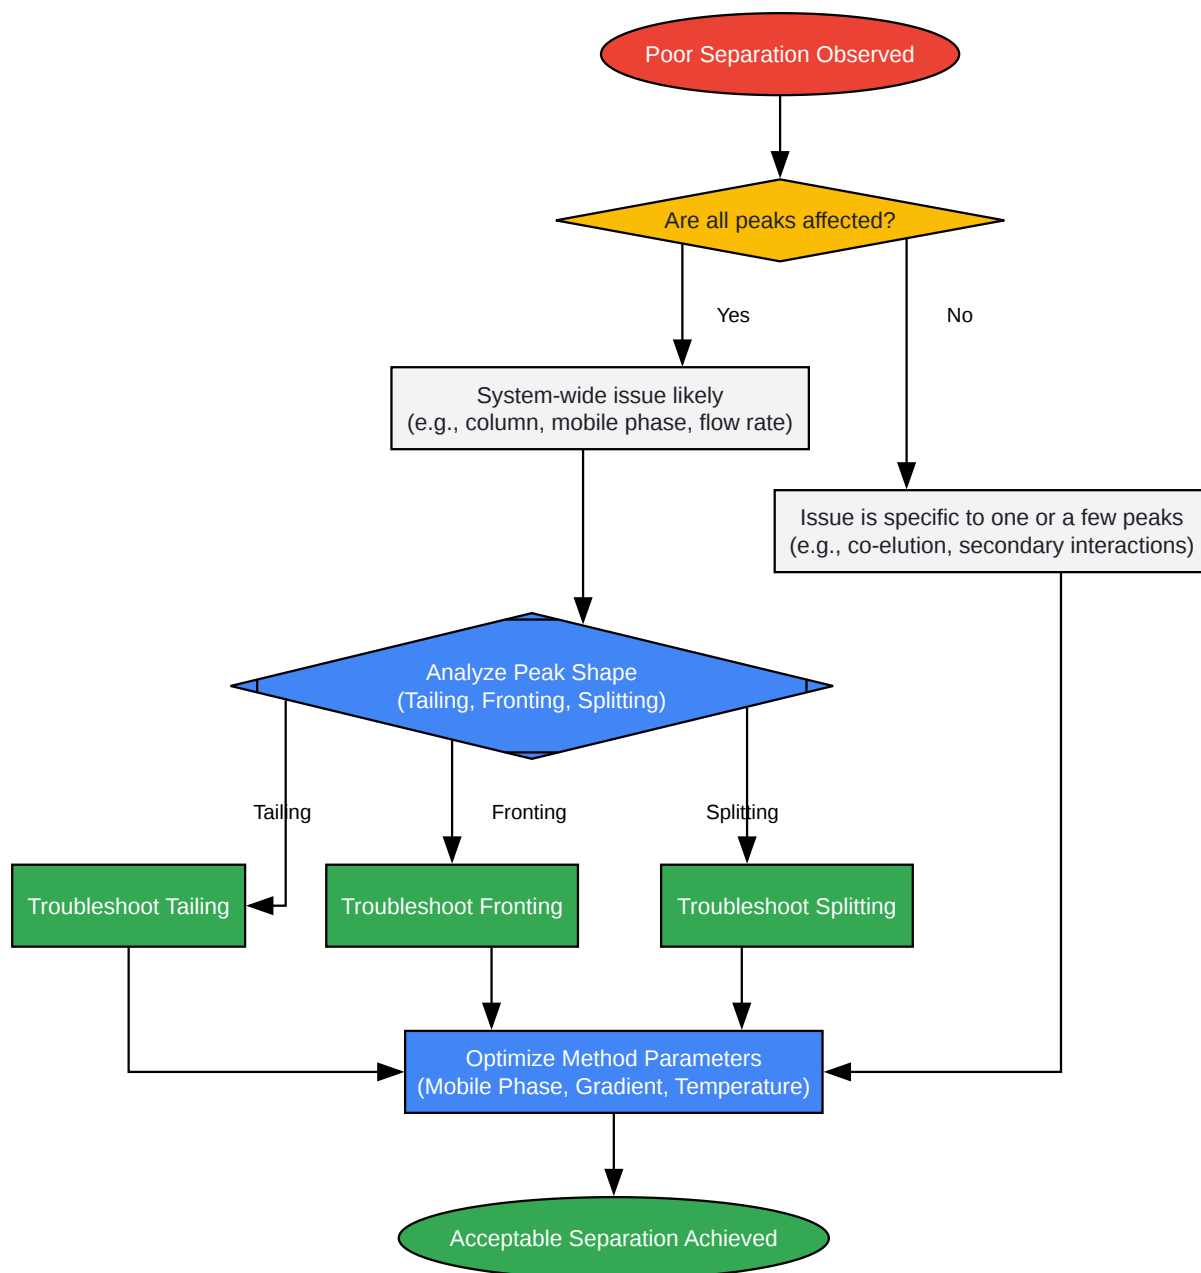 Poor Separation Observed
Are all peaks affected?
Yes
No
System-wide issue likely
(e.g., column, mobile phase, flow rate)
Issue is specific to one or a few peaks
(e.g., co-elution, secondary interactions)
Analyze Peak Shape
(Tailing, Fronting, Splitting)
Tailing
Fronting
Splitting
Troubleshoot Tailing
Troubleshoot Fronting
Troubleshoot Splitting
Optimize Method Parameters
(Mobile Phase, Gradient, Temperature)
Acceptable Separation Achieved